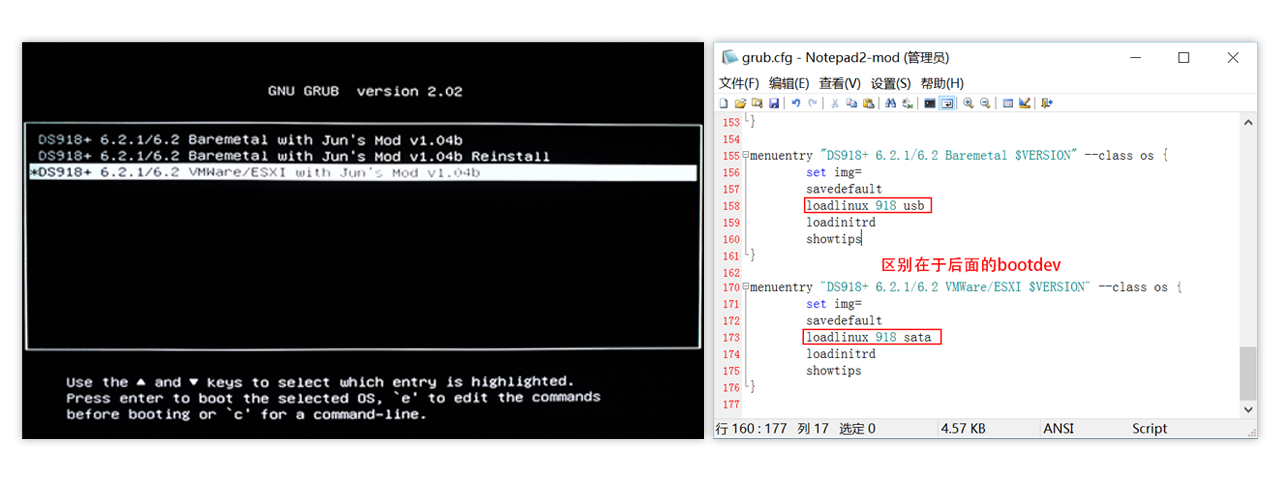 GNU GRUB version 2.02
DS918+ 6.2.1/6.2 Baremetal with Jun's Mod v1.04b
DS918+ 6.2.1/6.2 Baremetal with Jun's Mod v1.04b Reinstall
*DS918+ 6.2.1/6.2 VMWare/ESXI with Jun's Mod v1.04b
Use the ▲ and ▼ keys to select which entry is highlighted.
Press enter to boot the selected OS, `e' to edit the commands
before booting or `c' for a command-line.
grub.cfg - Notepad2-mod (管理员)
文件(F) 编辑(E) 查看(V) 设置(S) 帮助(H)
153 }
154
155 menuentry "DS918+ 6.2.1/6.2 Baremetal $VERSION" --class os {
156 set img=
157 savedefault
158 loadlinux 918 usb
159 loadinitrd
160 showtips
161 }
区别在于后面的bootdev
162
170 menuentry "DS918+ 6.2.1/6.2 VMWare/ESXI $VERSION" --class os {
171 set img=
172 savedefault
173 loadlinux 918 sata
174 loadinitrd
175 showtips
176 }
177
行 160 : 177 列 17 选定 0 4.57 KB ANSI Script